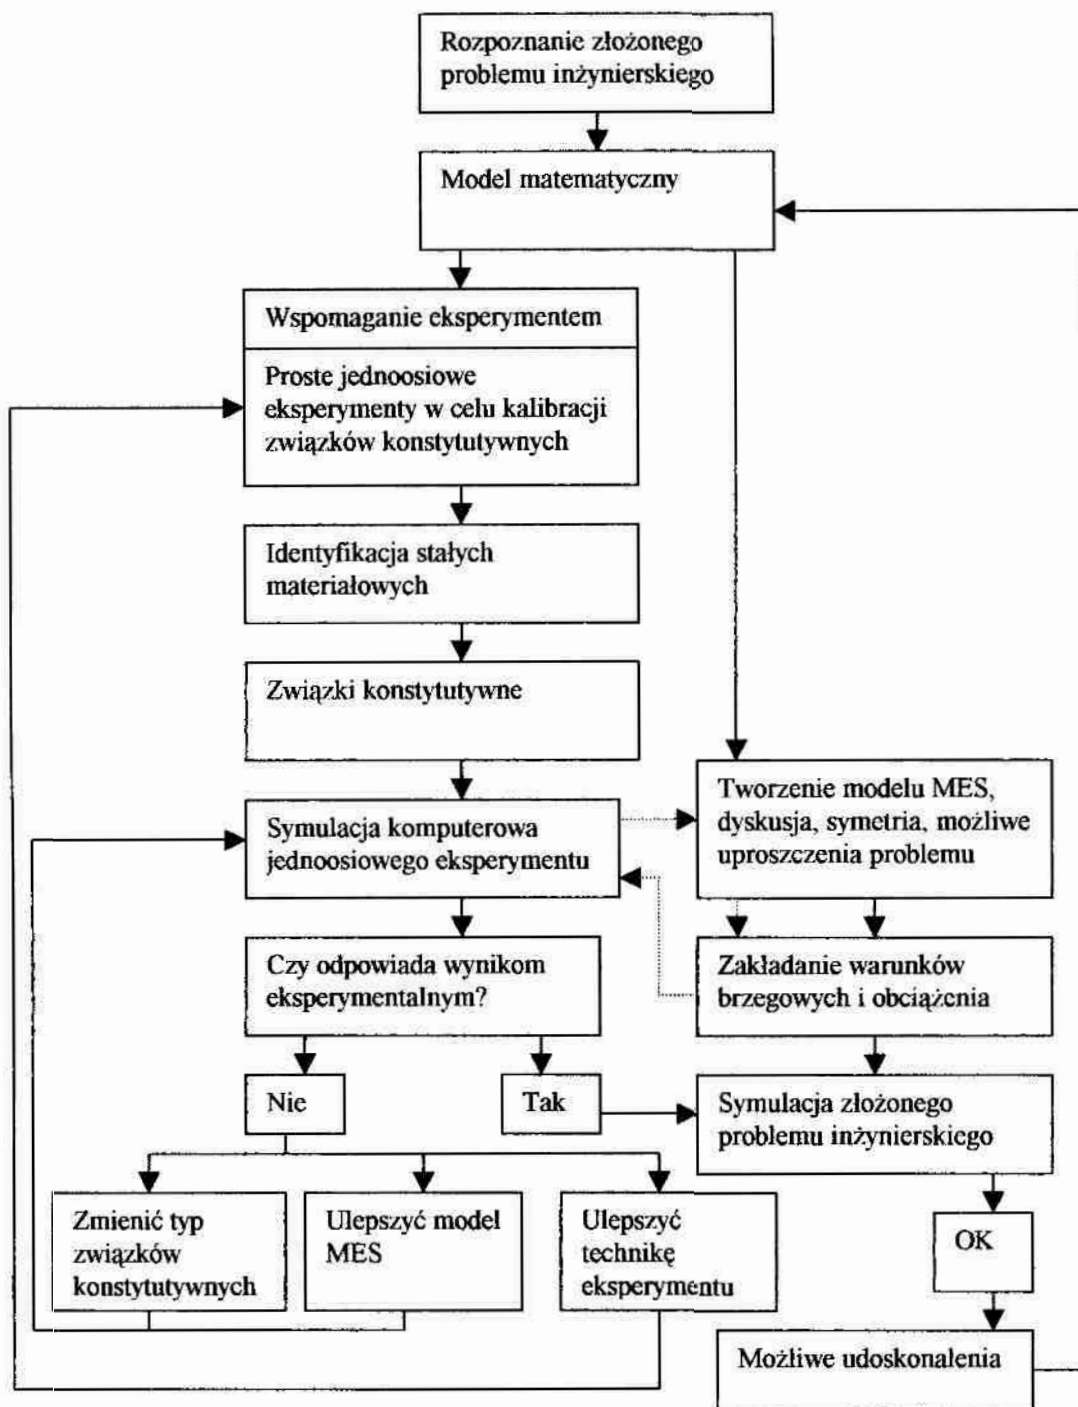 Rozpoznanie złożonego
problemu inżynierskiego
Model matematyczny
Wspomaganie eksperymentem
Proste jednoosiowe
eksperymenty w celu kalibracji
związków konstytutywnych
Identyfikacja stałych
materiałowych
Związki konstytutywne
Symulacja komputerowa
jednoosiowego eksperymentu
Tworzenie modelu MES,
dyskusja, symetria, możliwe
uproszczenia problemu
Czy odpowiada wynikom
eksperymentalnym?
Zakładanie warunków
brzegowych i obciążenia
Nie
Tak
Symulacja złożonego
problemu inżynierskiego
Zmienić typ
związków
konstytutywnych
Ulepszyć model
MES
Ulepszyć
technikę
eksperymentu
OK
Możliwe udoskonalenia